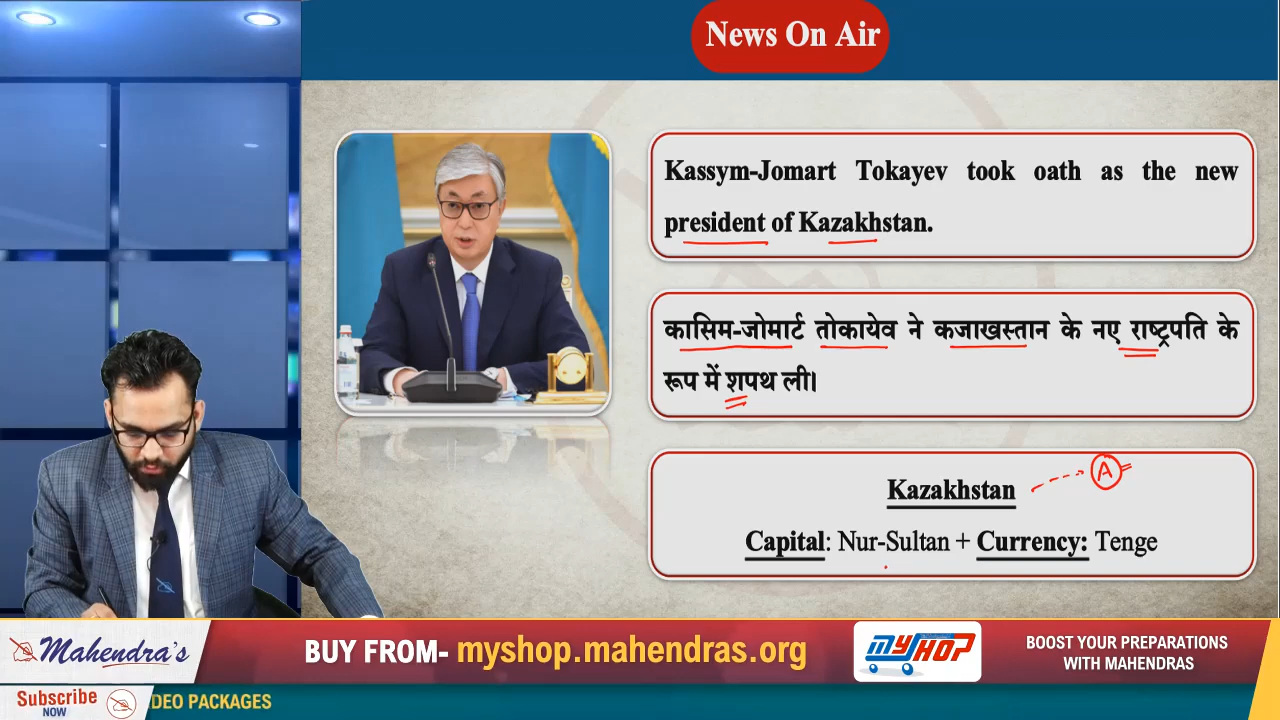 News On Air
Kassym-Jomart Tokayev took oath as the new
president of Kazakhstan.
कासिम-जोमार्ट तोकायेव ने कजाखस्तान के नए राष्ट्रपति के
रूप में शपथ ली।
Kazakhstan
A
Capital: Nur-Sultan + Currency: Tenge
Mahendra's
BUY FROM- myshop.mahendras.org
MYSHOP
BOOST YOUR PREPARATIONS
WITH MAHENDRAS
Subscribe
NOW
DEO PACKAGES